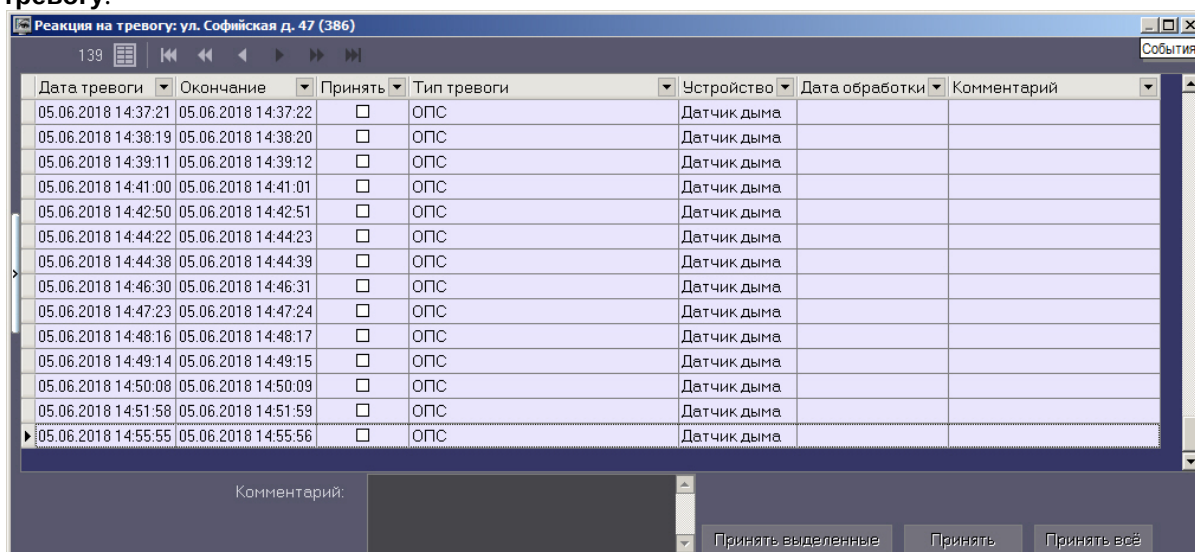 тревогу.
Реакция на тревогу: ул. Софийская д. 47 (386)
События
139
Дата тревоги Окончание Принять Тип тревоги Устройство Дата обработки Комментарий
05.06.2018 14:37:21 05.06.2018 14:37:22 ОПС Датчик дыма
05.06.2018 14:38:19 05.06.2018 14:38:20 ОПС Датчик дыма
05.06.2018 14:39:11 05.06.2018 14:39:12 ОПС Датчик дыма
05.06.2018 14:41:00 05.06.2018 14:41:01 ОПС Датчик дыма
05.06.2018 14:42:50 05.06.2018 14:42:51 ОПС Датчик дыма
05.06.2018 14:44:22 05.06.2018 14:44:23 ОПС Датчик дыма
05.06.2018 14:44:38 05.06.2018 14:44:39 ОПС Датчик дыма
05.06.2018 14:46:30 05.06.2018 14:46:31 ОПС Датчик дыма
05.06.2018 14:47:23 05.06.2018 14:47:24 ОПС Датчик дыма
05.06.2018 14:48:16 05.06.2018 14:48:17 ОПС Датчик дыма
05.06.2018 14:49:14 05.06.2018 14:49:15 ОПС Датчик дыма
05.06.2018 14:50:08 05.06.2018 14:50:09 ОПС Датчик дыма
05.06.2018 14:51:58 05.06.2018 14:51:59 ОПС Датчик дыма
05.06.2018 14:55:55 05.06.2018 14:55:56 ОПС Датчик дыма
Комментарий:
Принять выделенные Принять Принять всё